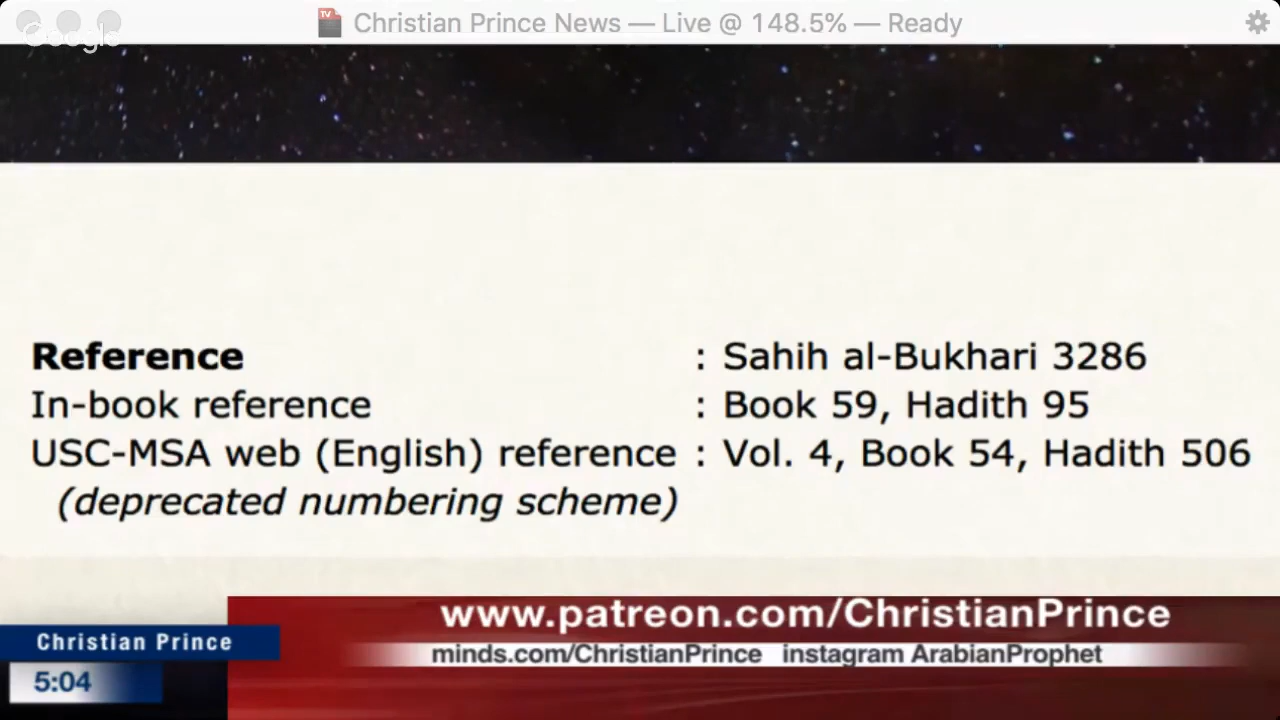 Christian Prince News — Live @ 148.5% — Ready
Google
Reference : Sahih al-Bukhari 3286
In-book reference : Book 59, Hadith 95
USC-MSA web (English) reference : Vol. 4, Book 54, Hadith 506
(deprecated numbering scheme)
www.patreon.com/ChristianPrince
Christian Prince
minds.com/ChristianPrince instagram ArabianProphet
5:04